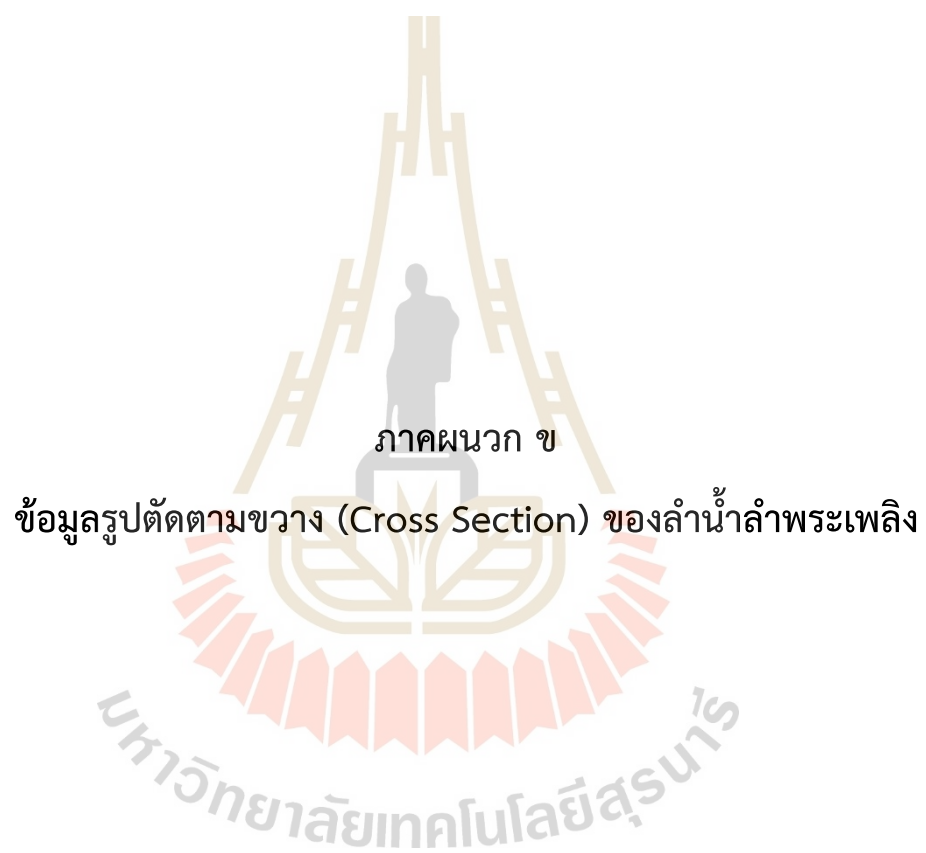 ภาคผนวก ข
ข้อมูลรูปตัดตามขวาง (Cross Section) ของลำน้ำลำพระเพลิง
มหาวิทยาลัยเทคโนโลยีสุรนารี